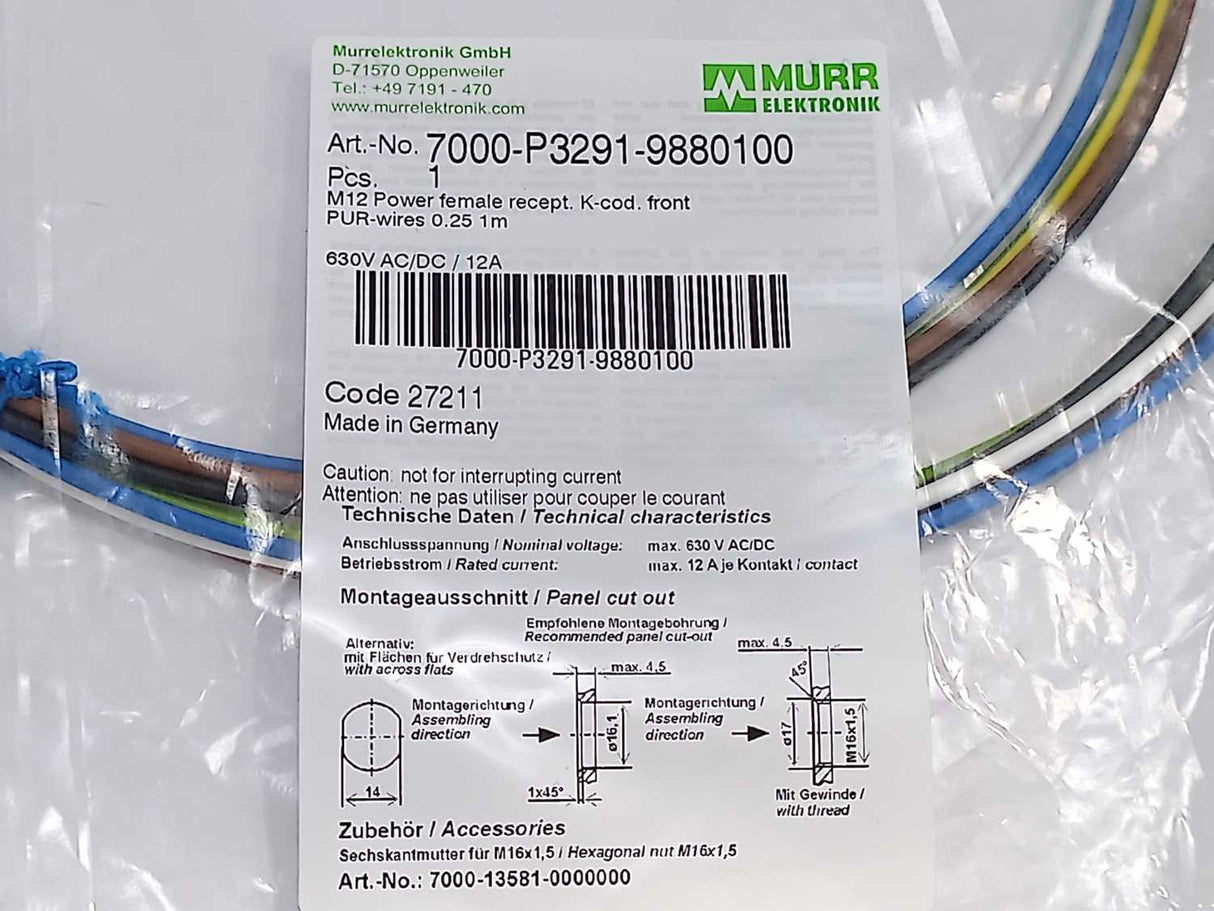 Murrelektronik GmbH
D-71570 Oppenweiler
Tel.: +49 7191 - 470
www.murrelektronik.com
MURR
ELEKTRONIK
Art.-No. 7000-P3291-9880100
Pcs. 1
M12 Power female recept. K-cod. front
PUR-wires 0.25 1m
630V AC/DC / 12A
7000-P3291-9880100
Code 27211
Made in Germany
Caution: not for interrupting current
Attention: ne pas utiliser pour couper le courant
Technische Daten / Technical characteristics
Anschlussspannung / Nominal voltage: max. 630 V AC/DC
Betriebsstrom / Rated current: max. 12 A je Kontakt / contact
Montageausschnitt / Panel cut out
Empfohlene Montagebohrung /
Recommended panel cut-out
Alternativ:
mit Flächen für Verdrehschutz /
with across flats
max. 4,5
max. 4.5
45°
Montagerichtung /
Assembling
direction
ø16,1
Montagerichtung /
Assembling
direction
ø17
M16x1,5
14
1x45°
Mit Gewinde /
with thread
Zubehör / Accessories
Sechskantmutter für M16x1,5 / Hexagonal nut M16x1,5
Art.-No.: 7000-13581-0000000